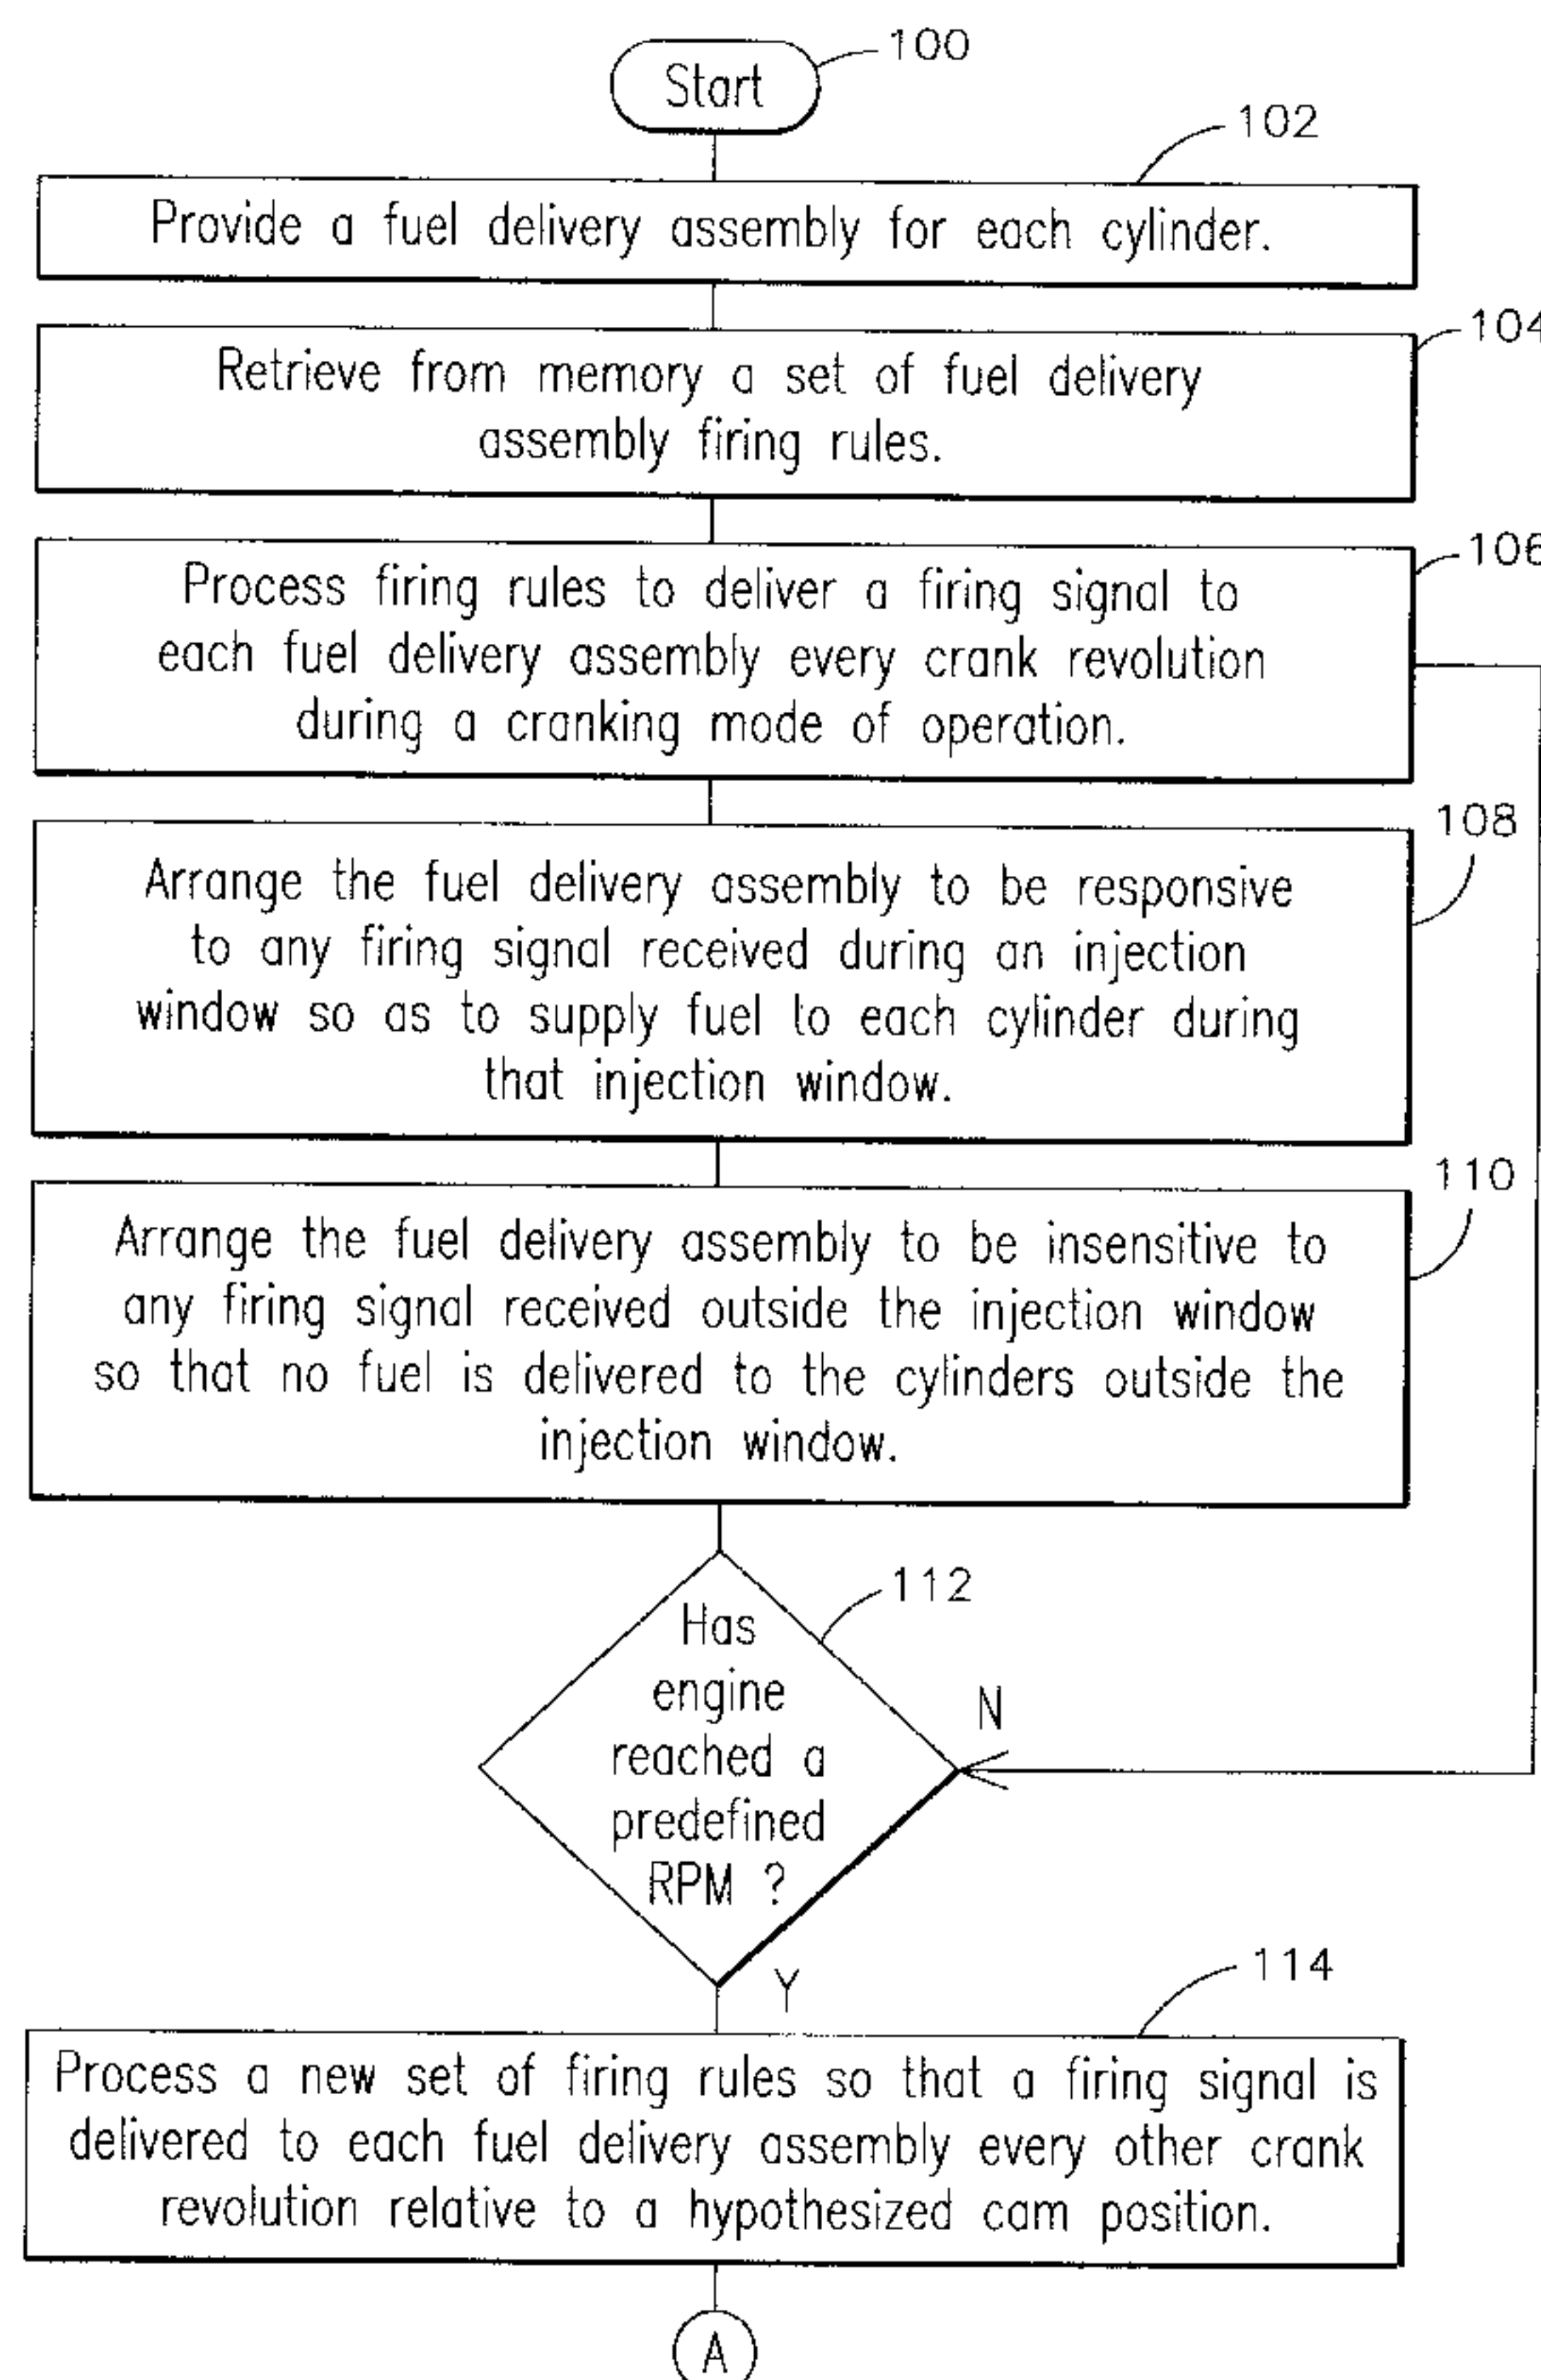 Start
100
102
Provide a fuel delivery assembly for each cylinder.
104
Retrieve from memory a set of fuel delivery
assembly firing rules.
106
Process firing rules to deliver a firing signal to
each fuel delivery assembly every crank revolution
during a cranking mode of operation.
108
Arrange the fuel delivery assembly to be responsive
to any firing signal received during an injection
window so as to supply fuel to each cylinder during
that injection window.
110
Arrange the fuel delivery assembly to be insensitive to
any firing signal received outside the injection window
so that no fuel is delivered to the cylinders outside the
injection window.
112
Has
engine
reached a
predefined
RPM ?
N
Y
114
Process a new set of firing rules so that a firing signal is
delivered to each fuel delivery assembly every other crank
revolution relative to a hypothesized cam position.
A